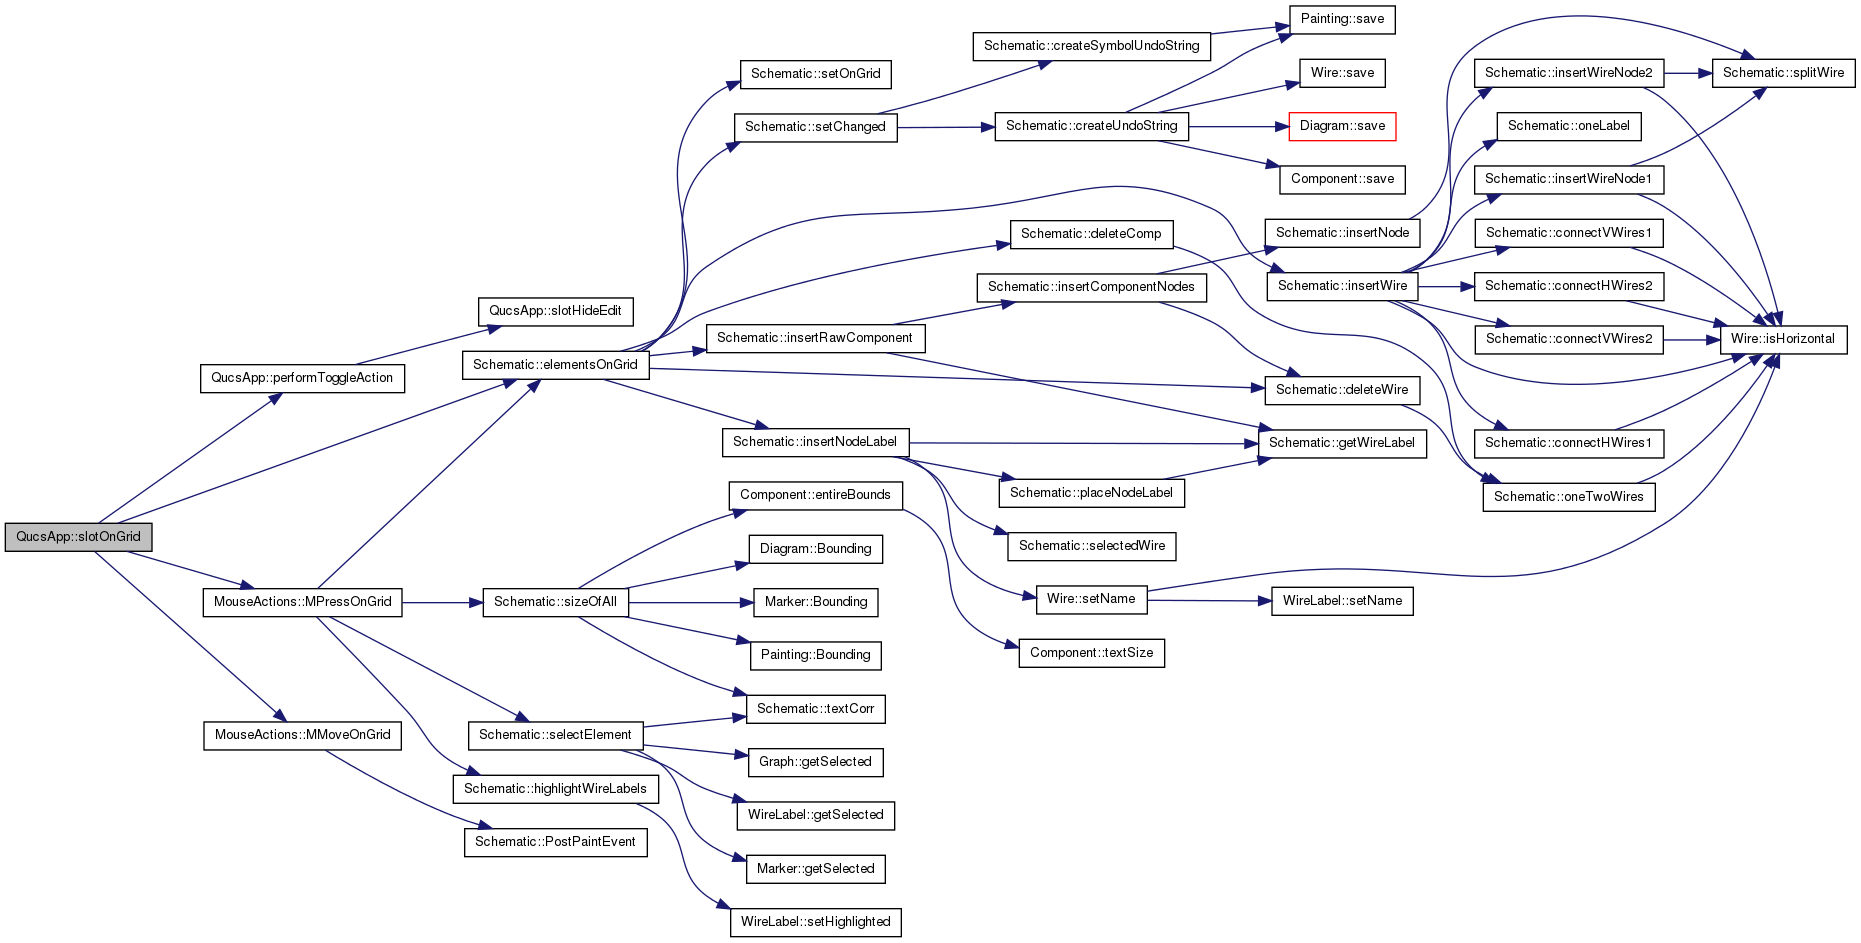 QucsApp::slotOnGrid
QucsApp::performToggleAction
MouseActions::MPressOnGrid
MouseActions::MMoveOnGrid
QucsApp::slotHideEdit
Schematic::elementsOnGrid
Schematic::sizeOfAll
Schematic::selectElement
Schematic::highlightWireLabels
Schematic::PostPaintEvent
Schematic::setOnGrid
Schematic::setChanged
Schematic::insertRawComponent
Schematic::insertNodeLabel
Component::entireBounds
Diagram::Bounding
Marker::Bounding
Painting::Bounding
Schematic::textCorr
Graph::getSelected
WireLabel::getSelected
Marker::getSelected
WireLabel::setHighlighted
Schematic::createSymbolUndoString
Schematic::createUndoString
Schematic::deleteComp
Schematic::insertComponentNodes
Schematic::placeNodeLabel
Schematic::selectedWire
Wire::setName
Component::textSize
Painting::save
Wire::save
Diagram::save
Component::save
Schematic::insertNode
Schematic::insertWire
Schematic::deleteWire
Schematic::getWireLabel
WireLabel::setName
Schematic::insertWireNode2
Schematic::oneLabel
Schematic::insertWireNode1
Schematic::connectVWires1
Schematic::connectHWires2
Schematic::connectVWires2
Schematic::connectHWires1
Schematic::oneTwoWires
Schematic::splitWire
Wire::isHorizontal